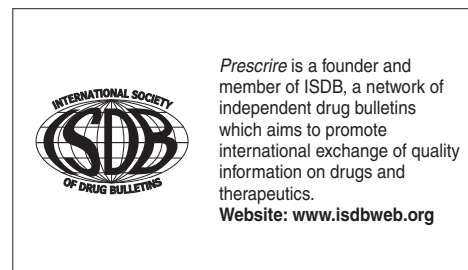 INTERNATIONAL SOCIETY
ISDB
OF DRUG BULLETINS
Prescrire is a founder and
member of ISDB, a network of
independent drug bulletins
which aims to promote
international exchange of quality
information on drugs and
therapeutics.
Website: www.isdbweb.org